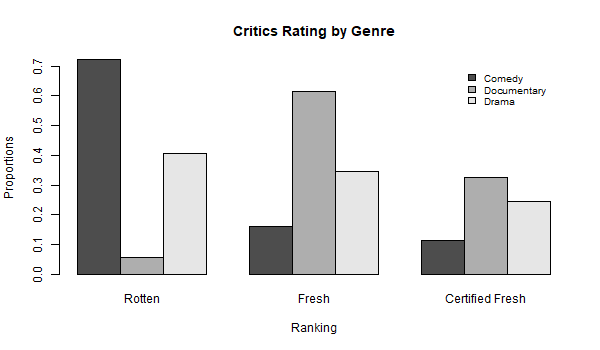 Critics Rating by Genre
Comedy
Documentary
Drama
Proportions
0.7
0.6
0.5
0.4
0.3
0.2
0.1
0.0
Rotten
Fresh
Certified Fresh
Ranking